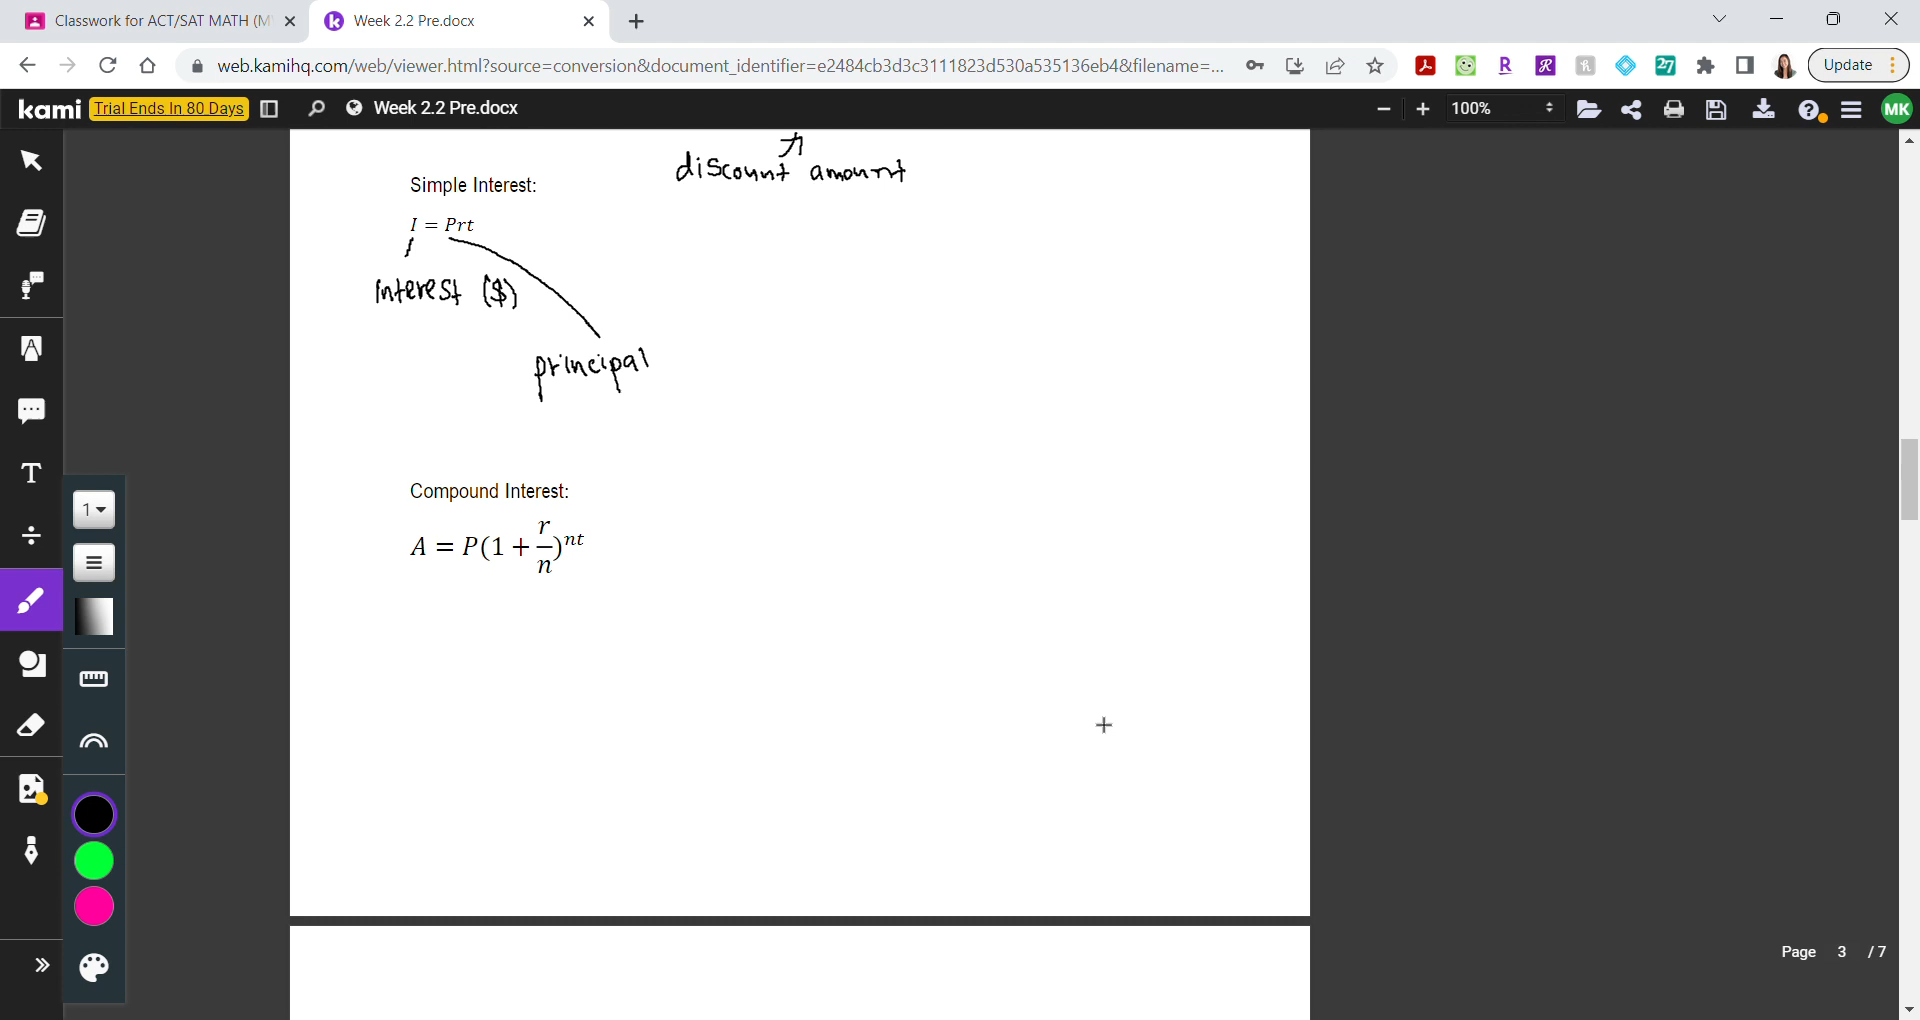 Classwork for ACT/SAT MATH (M
Week 2.2 Pre.docx
web.kamihq.com/web/viewer.html?source=conversion&document_identifier=e2484cb3d3c3111823d530a535136eb4&filename=...
Update
kami Trial Ends In 80 Days
Week 2.2 Pre.docx
100%
MK
discount amount
Simple Interest:
I = Prt
Interest ($)
principal
Compound Interest:
A = P(1 + r/n)^nt
T
1
Page 3 / 7